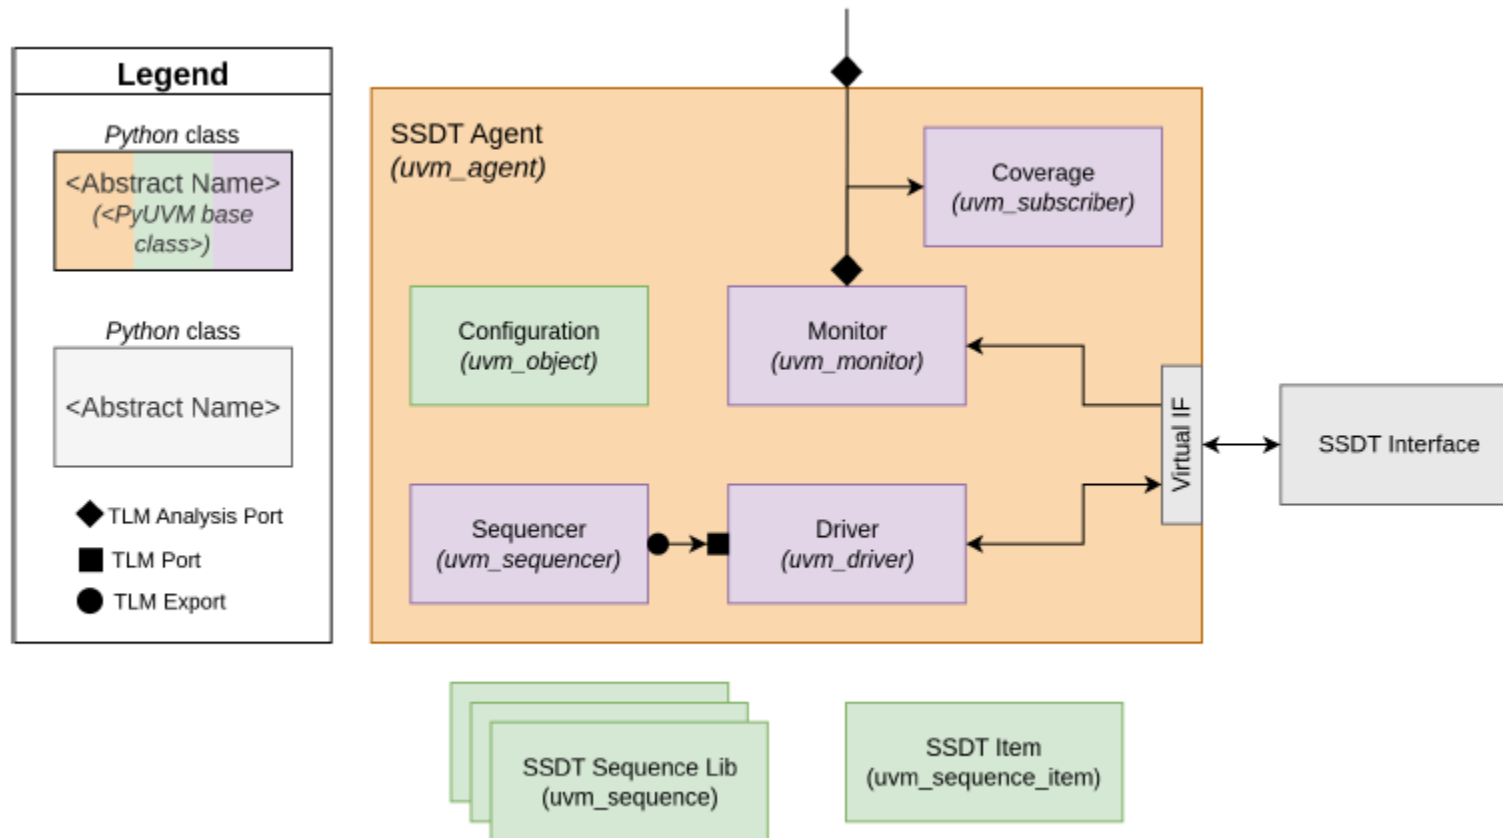 Legend
Python class
<Abstract Name>
(<PyUVM base
class>)
Python class
<Abstract Name>
TLM Analysis Port
TLM Port
TLM Export
SSDT Agent
(uvm_agent)
Coverage
(uvm_subscriber)
Configuration
(uvm_object)
Monitor
(uvm_monitor)
Virtual IF
SSDT Interface
Sequencer
(uvm_sequencer)
Driver
(uvm_driver)
SSDT Sequence Lib
(uvm_sequence)
SSDT Item
(uvm_sequence_item)